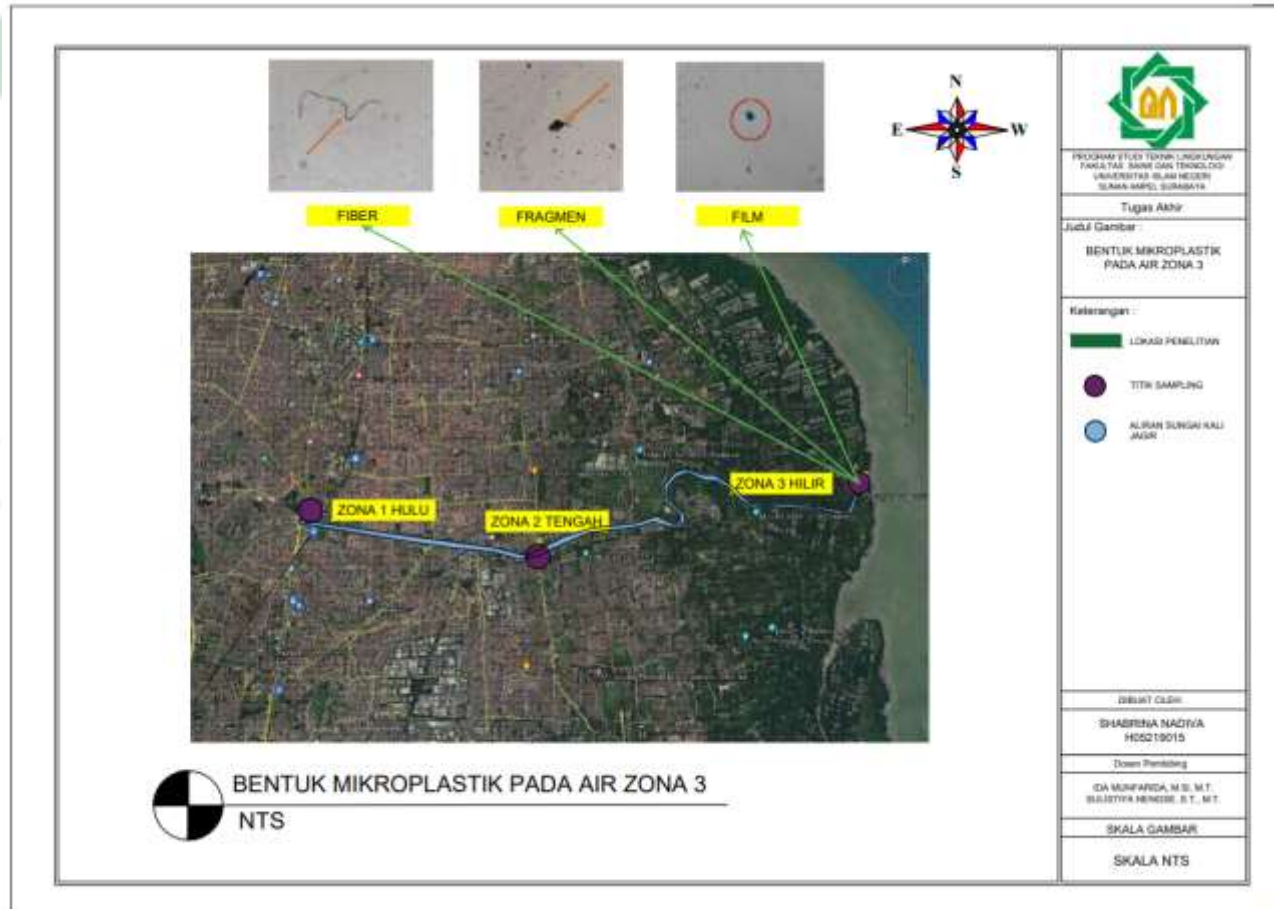 FIBER
FRAGMEN
FILM
N
E
W
S
ZONA 1 HULU
ZONA 2 TENGAH
ZONA 3 HILIR
BENTUK MIKROPLASTIK PADA AIR ZONA 3
NTS
PROGRAM STUDI TEKNIK LINGKUNGAN
FAKULTAS SAINS DAN TEKNOLOGI
UNIVERSITAS ISLAM NEGERI
SUNAN AMPEL SURABAYA
Tugas Akhir
Judul Gambar :
BENTUK MIKROPLASTIK
PADA AIR ZONA 3
Keterangan :
LOKASI PENELITIAN
TITIK SAMPLING
ALIRAN SUNGAI KALI
JAGIR
DIBUAT OLEH
SHABRINA NADIVA
H05219015
Dosen
IDA MUNFARIDA, M.SI, M.T.
SULISTIYA NENGSE, S.T., M.T.
SKALA GAMBAR
SKALA NTS